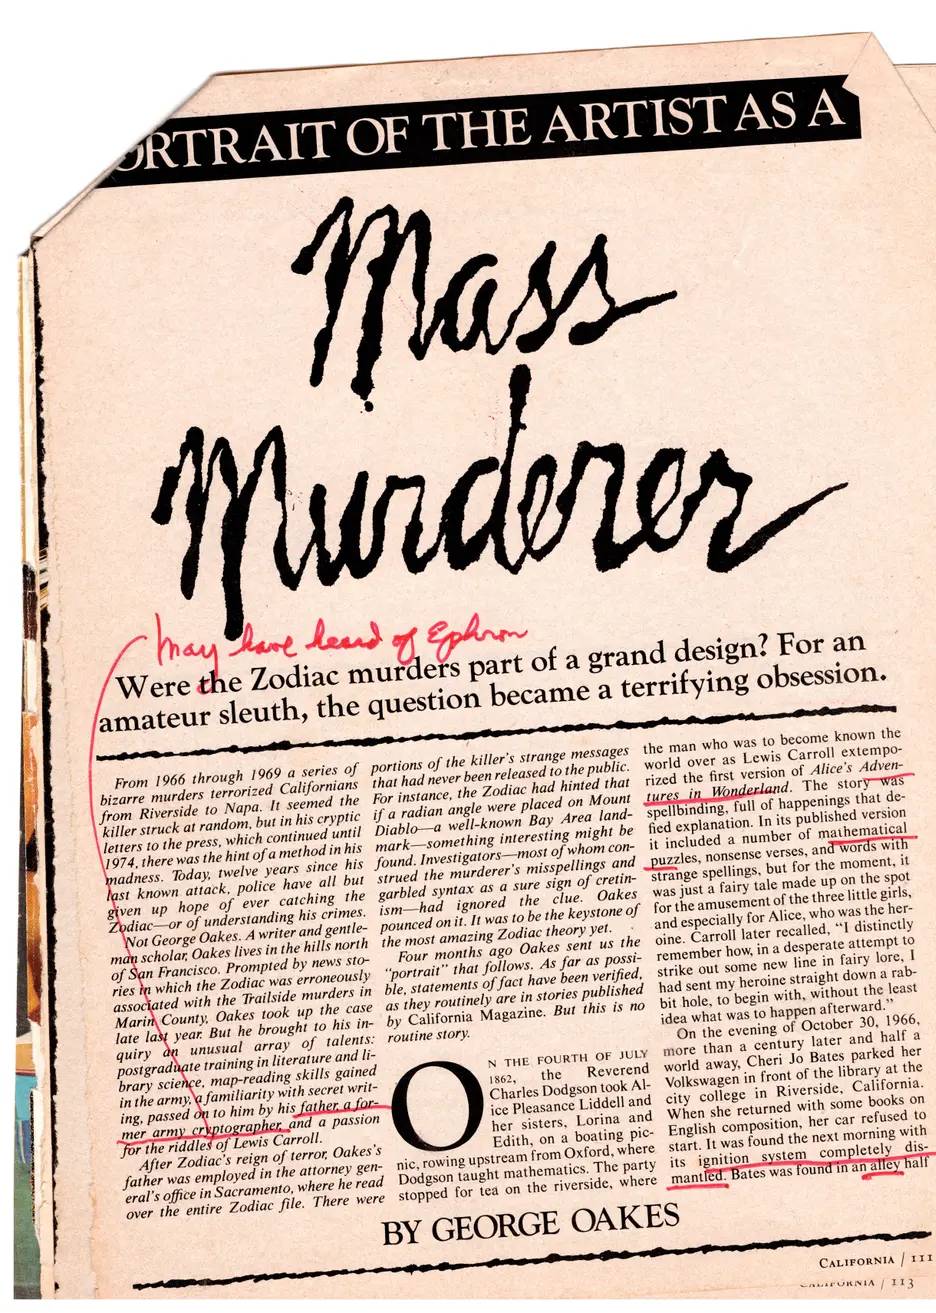 ORTRAIT OF THE ARTIST AS A
Mass
Murderer
May have heard of Ephron
Were the Zodiac murders part of a grand design? For an
amateur sleuth, the question became a terrifying obsession.
From 1966 through 1969 a series of
bizarre murders terrorized Californians
from Riverside to Napa. It seemed the
killer struck at random, but in his cryptic
letters to the press, which continued until
1974, there was the hint of a method in his
madness. Today, twelve years since his
last known attack, police have all but
given up hope of ever catching the
Zodiac—or of understanding his crimes.
Not George Oakes. A writer and gentle-
man scholar, Oakes lives in the hills north
of San Francisco. Prompted by news sto-
ries in which the Zodiac was erroneously
associated with the Trailside murders in
Marin County, Oakes took up the case
late last year. But he brought to his in-
quiry an unusual array of talents:
postgraduate training in literature and li-
brary science, map-reading skills gained
in the army, a familiarity with secret writ-
ing, passed on to him by his father, a for-
mer army cryptographer, and a passion
for the riddles of Lewis Carroll.
After Zodiac's reign of terror, Oakes's
father was employed in the attorney gen-
eral's office in Sacramento, where he read
over the entire Zodiac file. There were
portions of the killer's strange messages
that had never been released to the public.
For instance, the Zodiac had hinted that
if a radian angle were placed on Mount
Diablo—a well-known Bay Area land-
mark—something interesting might be
found. Investigators—most of whom con-
strued the murderer's misspellings and
garbled syntax as a sure sign of cretin-
ism—had ignored the clue. Oakes
pounced on it. It was to be the keystone of
the most amazing Zodiac theory yet.
Four months ago Oakes sent us the
"portrait" that follows. As far as possi-
ble, statements of fact have been verified,
as they routinely are in stories published
by California Magazine. But this is no
routine story.
ON THE FOURTH OF JULY
1862, the Reverend
Charles Dodgson took Al-
ice Pleasance Liddell and
her sisters, Lorina and
Edith, on a boating pic-
nic, rowing upstream from Oxford, where
Dodgson taught mathematics. The party
stopped for tea on the riverside, where
the man who was to become known the
world over as Lewis Carroll extempo-
rized the first version of Alice's Adven-
tures in Wonderland. The story was
spellbinding, full of happenings that de-
fied explanation. In its published version
it included a number of mathematical
puzzles, nonsense verses, and words with
strange spellings, but for the moment, it
was just a fairy tale made up on the spot
for the amusement of the three little girls,
and especially for Alice, who was the her-
oine. Carroll later recalled, "I distinctly
remember how, in a desperate attempt to
strike out some new line in fairy lore, I
had sent my heroine straight down a rab-
bit hole, to begin with, without the least
idea what was to happen afterward."
On the evening of October 30, 1966,
more than a century later and half a
world away, Cheri Jo Bates parked her
Volkswagen in front of the library at the
city college in Riverside, California.
When she returned with some books on
English composition, her car refused to
start. It was found the next morning with
its ignition system completely dis-
mantled. Bates was found in an alley half
BY GEORGE OAKES
CALIFORNIA / 111
CALIFORNIA / 113